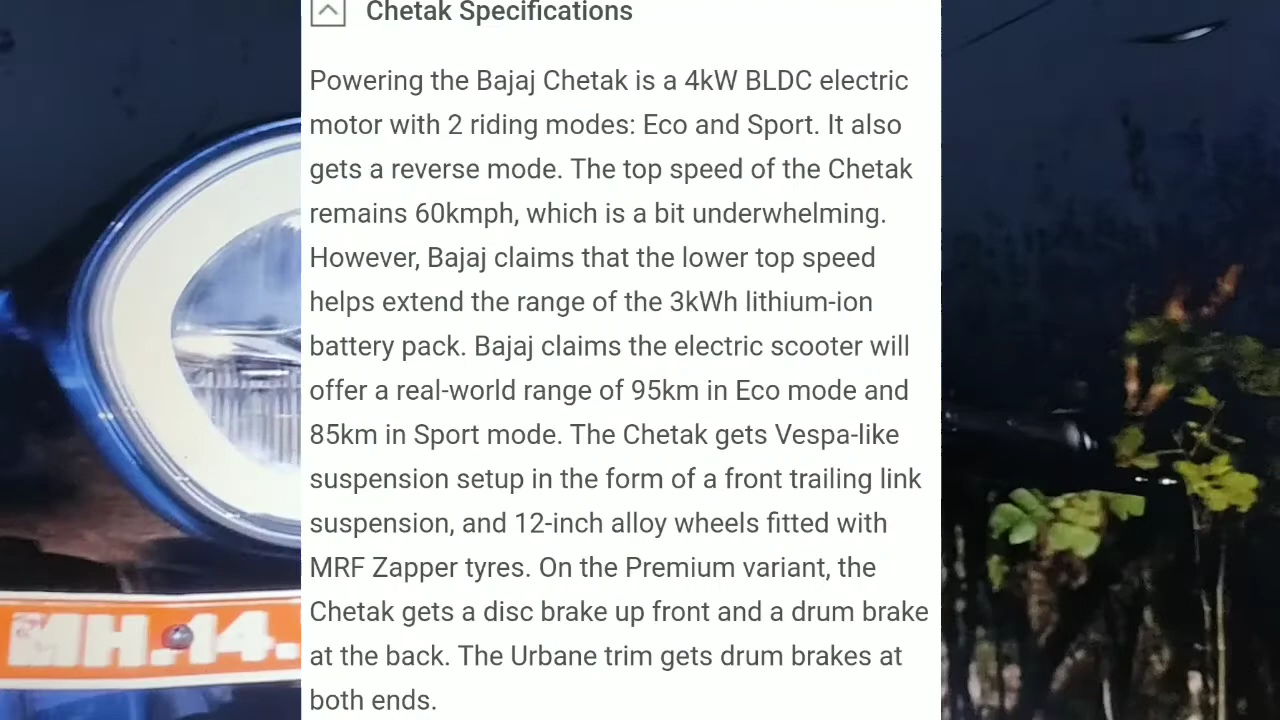 Chetak Specifications
Powering the Bajaj Chetak is a 4kW BLDC electric
motor with 2 riding modes: Eco and Sport. It also
gets a reverse mode. The top speed of the Chetak
remains 60kmph, which is a bit underwhelming.
However, Bajaj claims that the lower top speed
helps extend the range of the 3kWh lithium-ion
battery pack. Bajaj claims the electric scooter will
offer a real-world range of 95km in Eco mode and
85km in Sport mode. The Chetak gets Vespa-like
suspension setup in the form of a front trailing link
suspension, and 12-inch alloy wheels fitted with
MRF Zapper tyres. On the Premium variant, the
Chetak gets a disc brake up front and a drum brake
at the back. The Urbane trim gets drum brakes at
both ends.
MH.14.